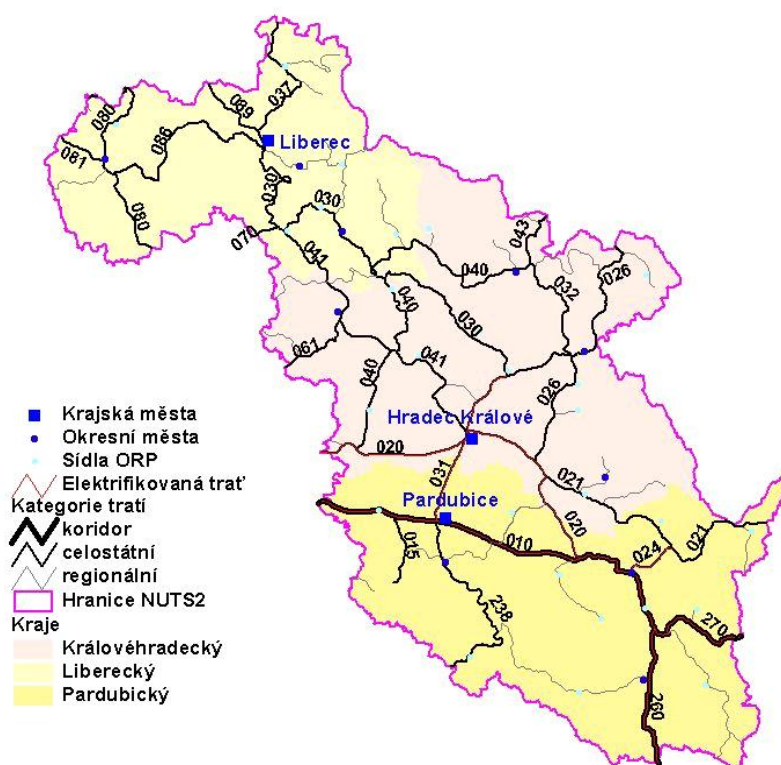 037
089
080
Liberec
086
081
030
030
080
070
043
041
040
026
032
040
030
061
041
040
026
Krajská města
Hradec Králové
Okresní města
020
Sídla ORP
031
021
Elektrifikovaná trať
Pardubice
Kategorie tratí
020
koridor
021
010
celostátní
015
024
regionální
Hranice NUTS2
238
270
Kraje
Královéhradecký
Liberecký
Pardubický
260